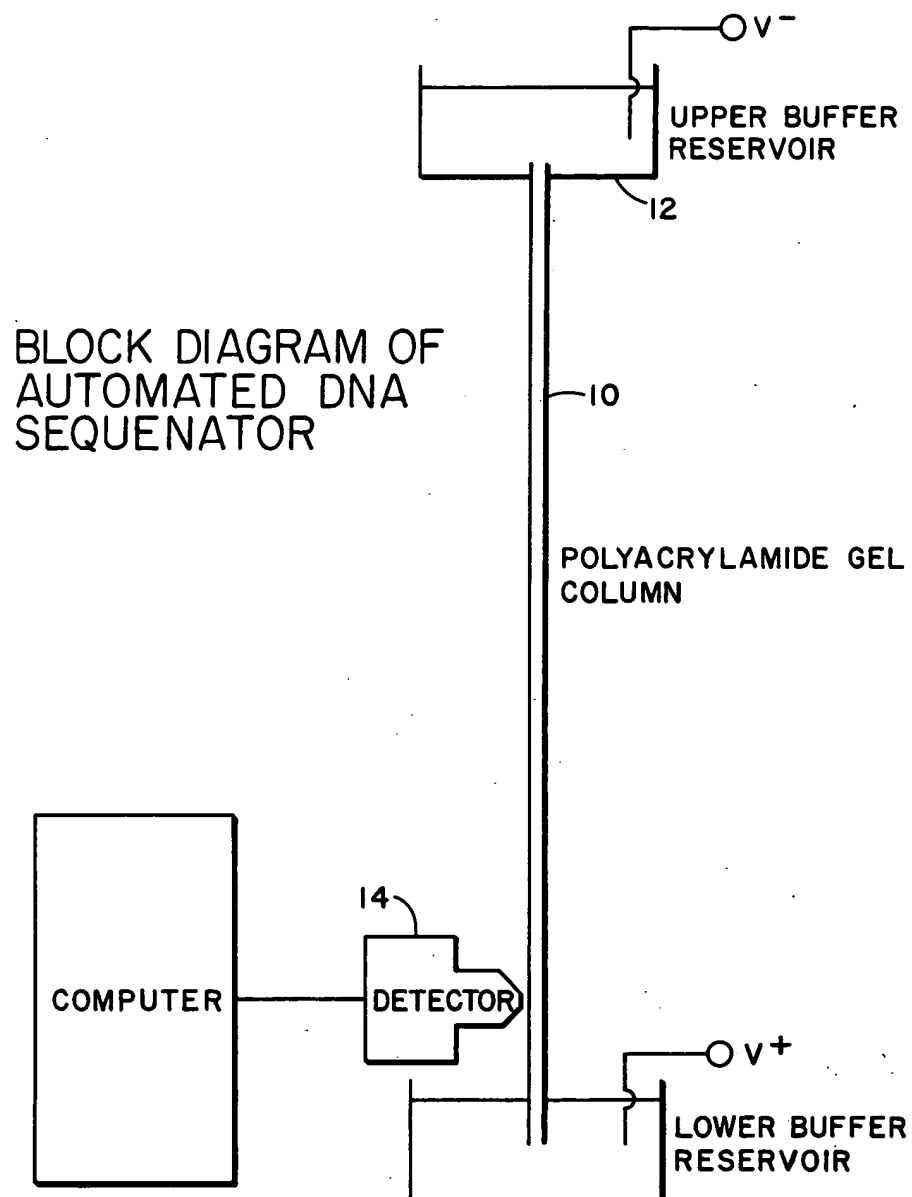 V⁻
UPPER BUFFER
RESERVOIR
12
BLOCK DIAGRAM OF
AUTOMATED DNA
SEQUENATOR
10
POLYACRYLAMIDE GEL
COLUMN
14
COMPUTER
DETECTOR
V⁺
LOWER BUFFER
RESERVOIR